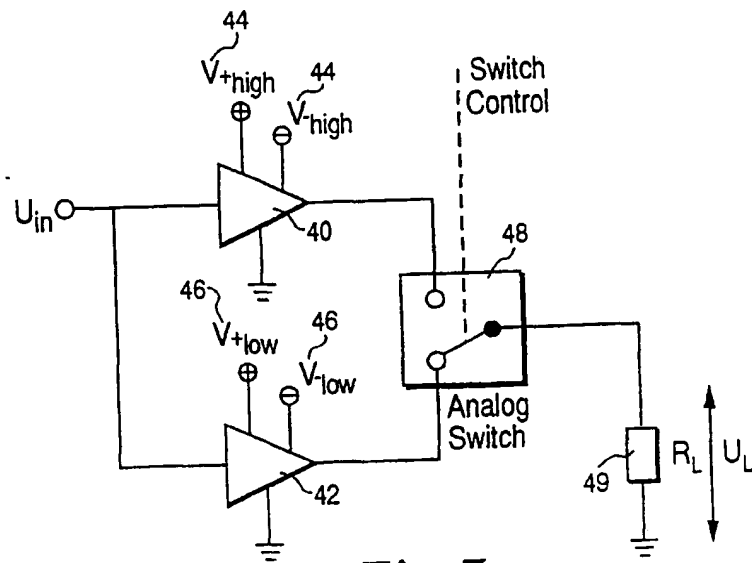 44
V+high
44
V-high
Switch
Control
Uin
40
48
46
V+low
46
V-low
Analog
Switch
42
49
RL
UL